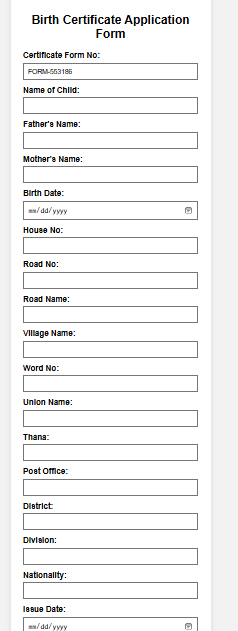 Birth Certificate Application
Form
Certificate Form No:
FORM-553186
Name of Child:
Father's Name:
Mother's Name:
Birth Date:
mm/dd/yyyy
House No:
Road No:
Road Name:
Village Name:
Word No:
Union Name:
Thana:
Post Office:
District:
Division:
Nationality:
Issue Date:
mm/dd/yyyy